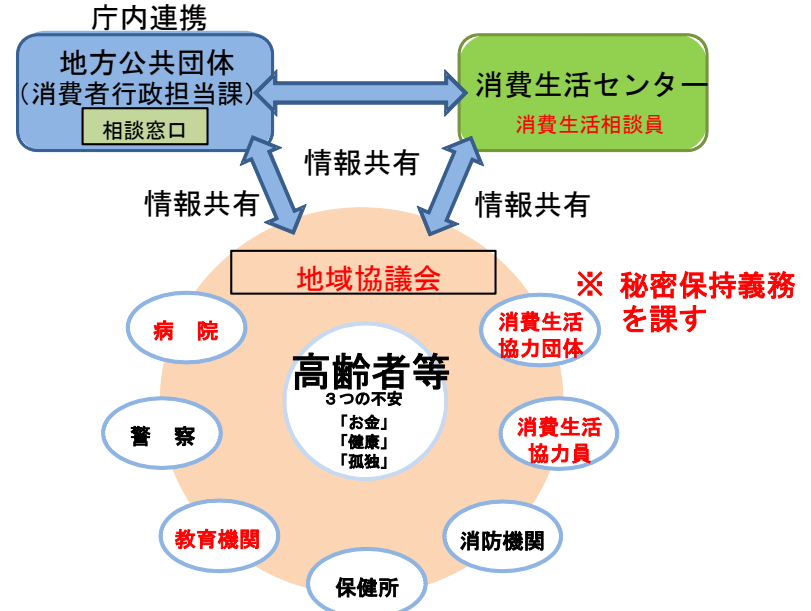 庁内連携
地方公共団体
(消費者行政担当課)
相談窓口
消費生活センター
消費生活相談員
情報共有
情報共有
情報共有
地域協議会
※ 秘密保持義務
を課す
病 院
消費生活
協力団体
高齢者等
３つの不安
「お金」
「健康」
「孤独」
警 察
消費生活
協力員
教育機関
消防機関
保健所